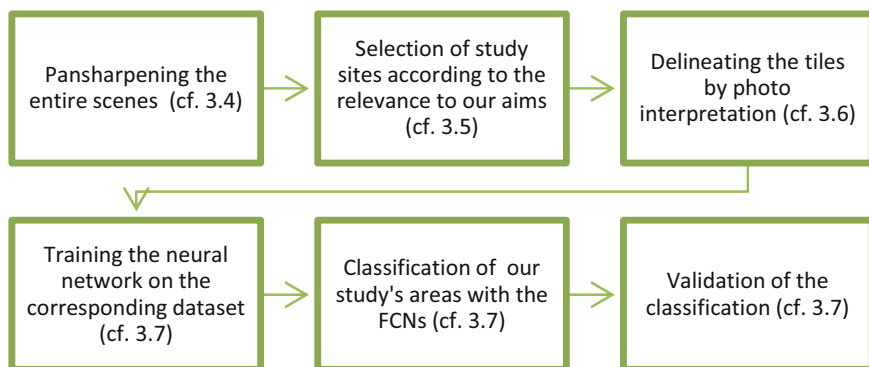 Pansharpening the
entire scenes (cf. 3.4)
Selection of study
sites according to the
relevance to our aims
(cf. 3.5)
Delineating the tiles
by photo
interpretation (cf. 3.6)
Training the neural
network on the
corresponding dataset
(cf. 3.7)
Classification of our
study's areas with the
FCNs (cf. 3.7)
Validation of the
classification (cf. 3.7)